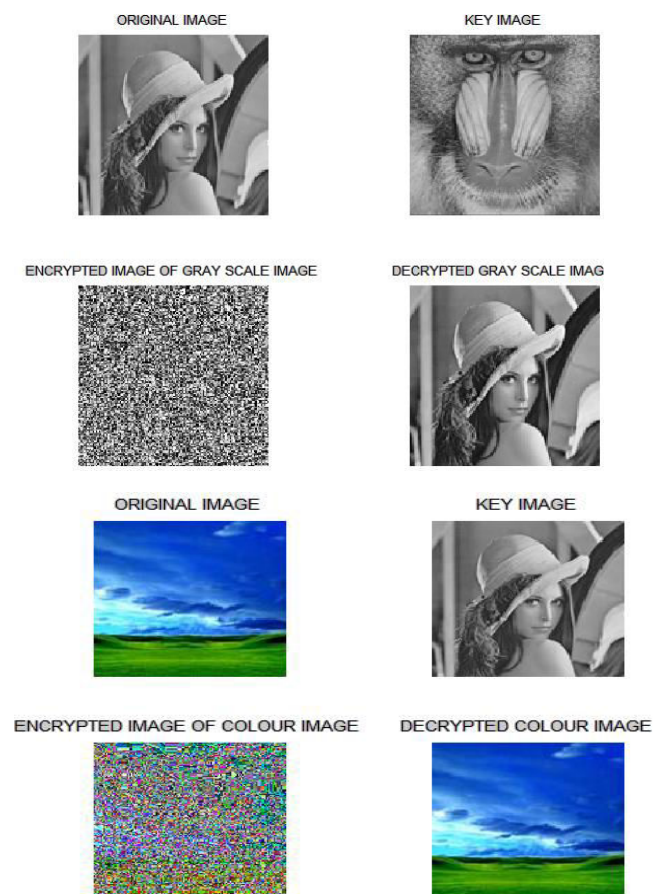 ORIGINAL IMAGE
KEY IMAGE
ENCRYPTED IMAGE OF GRAY SCALE IMAGE
DECRYPTED GRAY SCALE IMAG
ORIGINAL IMAGE
KEY IMAGE
ENCRYPTED IMAGE OF COLOUR IMAGE
DECRYPTED COLOUR IMAGE